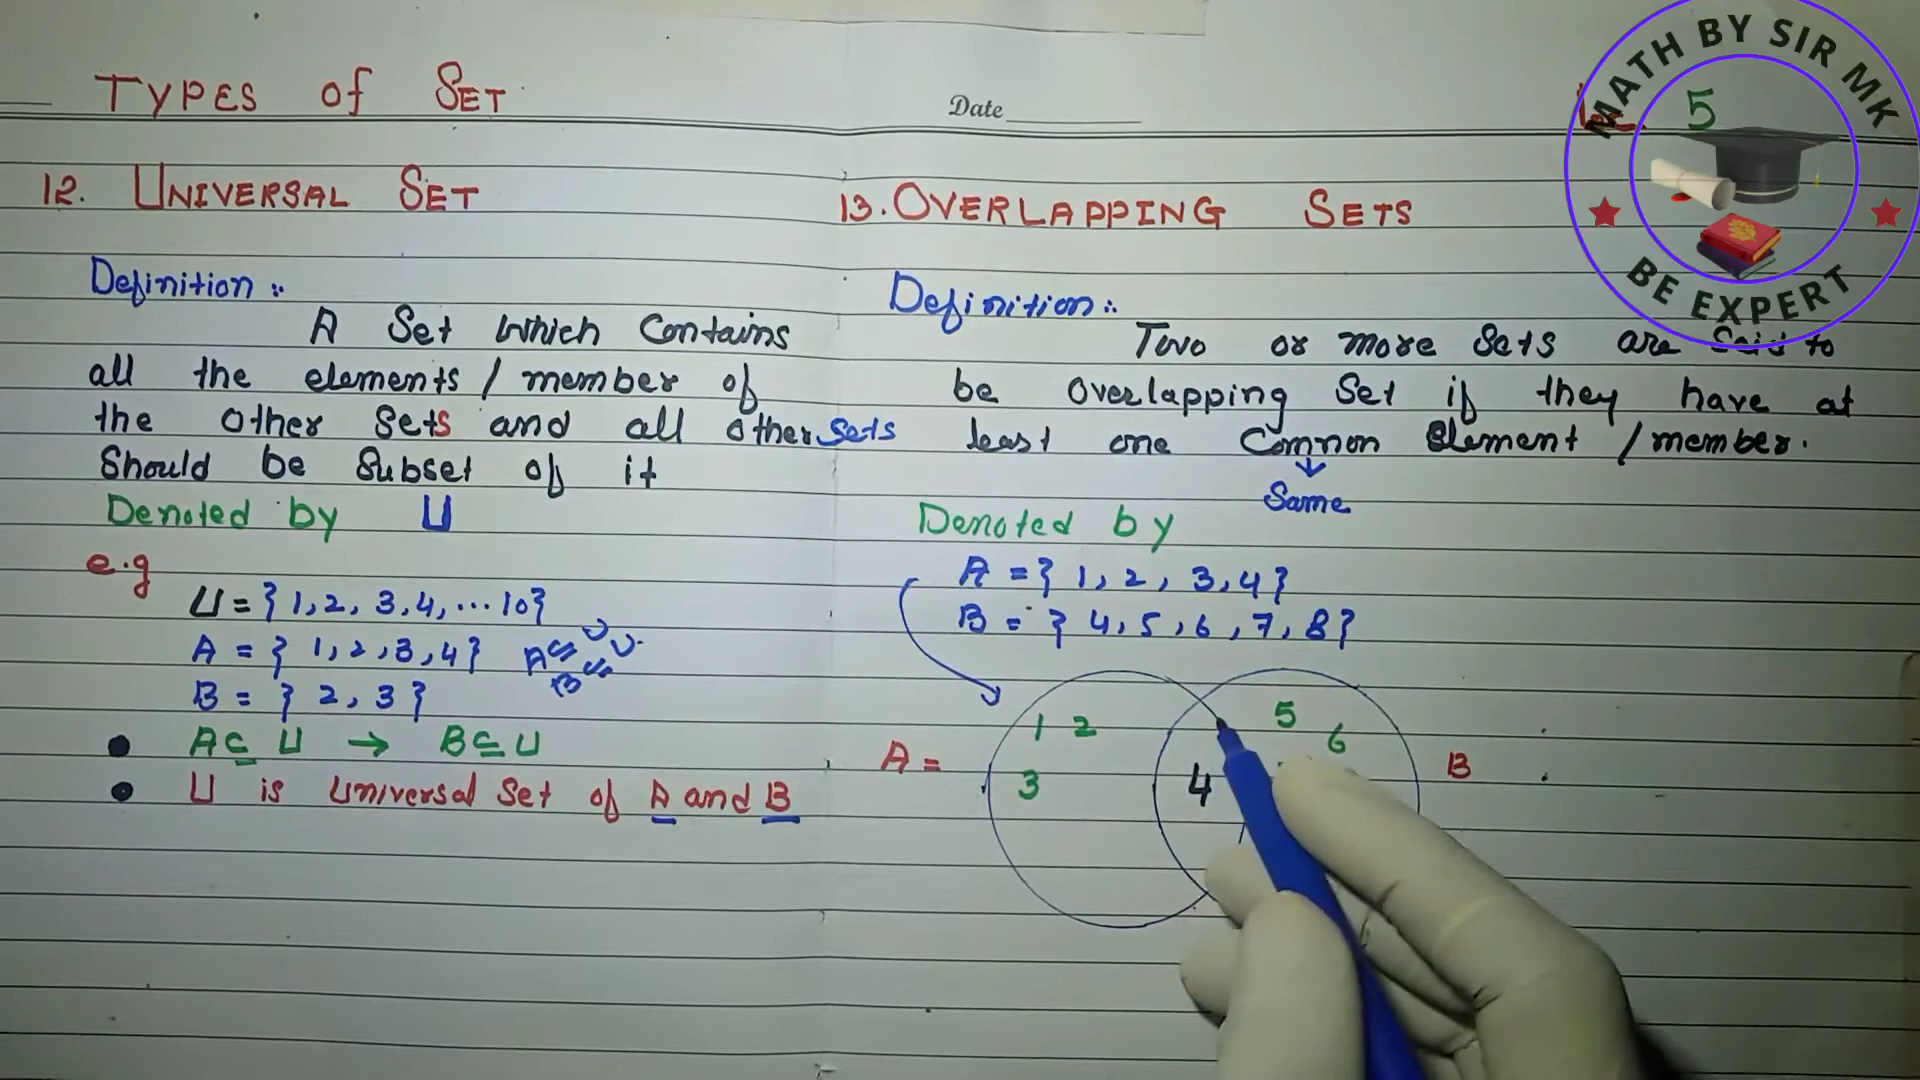 Types of Set
Date
5
12. Universal Set
Definition:
A Set which contains
all the elements / member of
the other sets and all other sets
should be subset of it
Denoted by U
e.g
U = { 1, 2, 3, 4, ... 10}
A = { 1, 2, 3, 4 } A ⊆ U
B ⊆ U
B = { 2, 3 }
● A ⊆ U → B ⊆ U
● U is Universal Set of A and B
13. Overlapping Sets
Definition:
Two or more Sets are Said to
be overlapping Set if they have at
least one Common Element / member.
↓
Same
Denoted by
A = { 1, 2, 3, 4 }
B = { 4, 5, 6, 7, 8 }
1 2
3
4
5
6
A =
B
MATH BY SIR MK
BE EXPERT